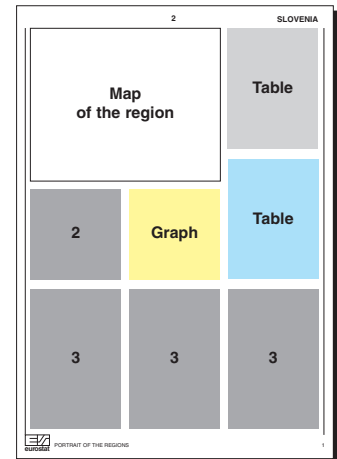 2
SLOVENIA
Map
of the region
Table
Table
2
Graph
3
3
3
eurostat
PORTRAIT OF THE REGIONS
1